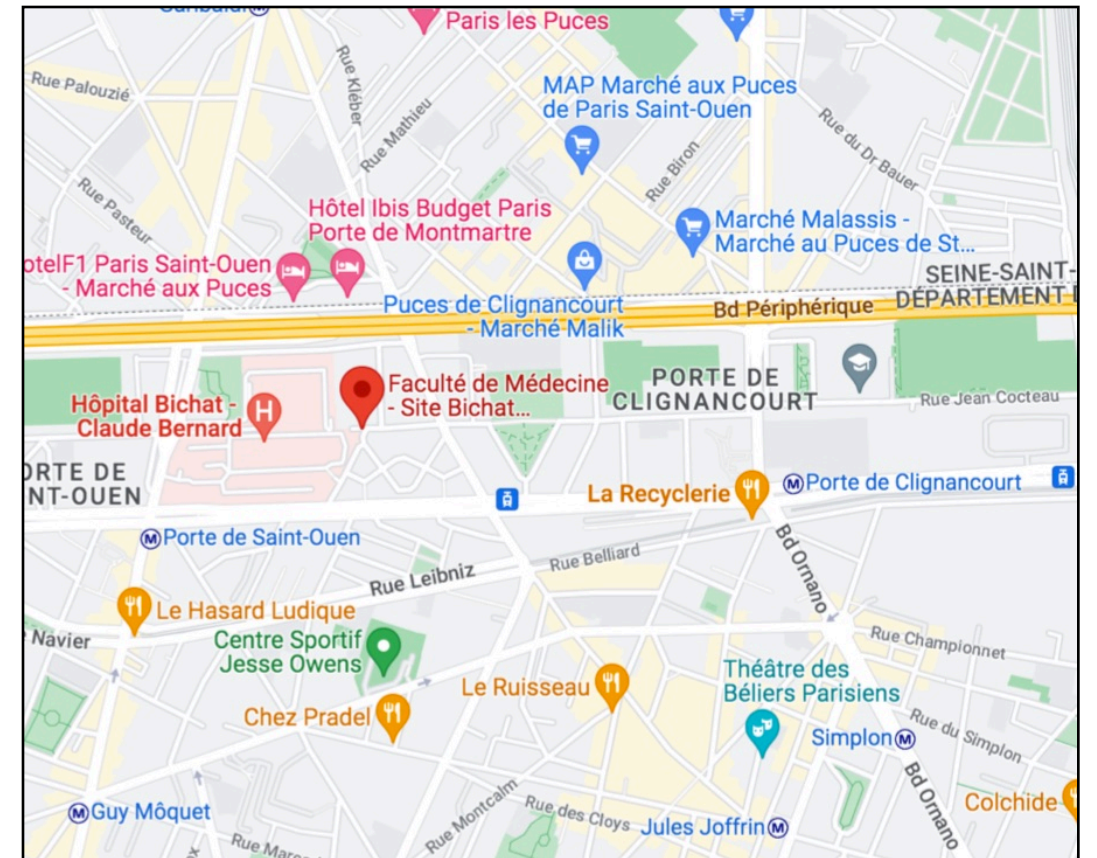 Paris les Puces
Rue Palouzié
Rue Kléber
Rue Mathieu
MAP Marché aux Puces
de Paris Saint-Ouen
Rue du Dr Bauer
Rue Biron
Rue Pasteur
Hôtel Ibis Budget Paris
Porte de Montmartre
Marché Malassis -
Marché au Puces de St...
otelF1 Paris Saint-Ouen
- Marché aux Puces
SEINE-SAINT-
DÉPARTEMENT
Puces de Clignancourt
- Marché Malik
Bd Périphérique
Faculté de Médecine
- Site Bichat...
PORTE DE
CLIGNANCOURT
Hôpital Bichat -
Claude Bernard
H
Rue Jean Cocteau
ORTE DE
NT-OUEN
La Recyclerie
M Porte de Clignancourt
M Porte de Saint-Ouen
Rue Belliard
Bd Ornano
Rue Leibniz
Le Hasard Ludique
Navier
Centre Sportif
Jesse Owens
Rue Championnet
Théâtre des
Béliers Parisiens
Le Ruisseau
Chez Pradel
Rue du Simplon
Simplon M
Bd Ornano
Colchide
M Guy Môquet
Rue Montcalm
Rue des Cloys
Jules Joffrin M